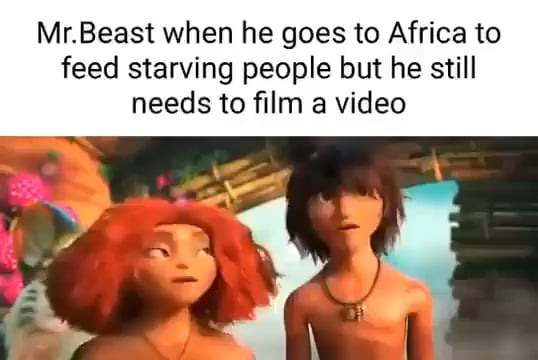 Mr.Beast when he goes to Africa to
feed starving people but he still
needs to film a video